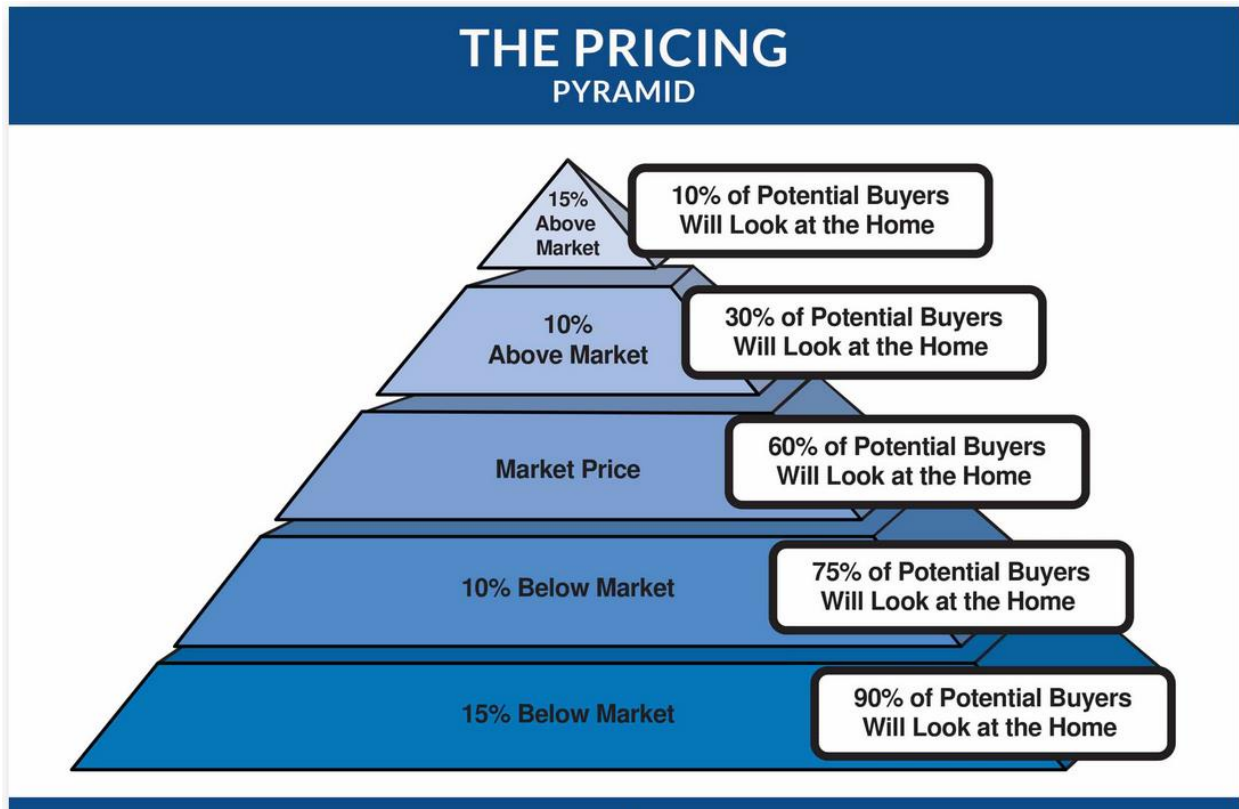 THE PRICING
PYRAMID
15%
Above
Market
10% of Potential Buyers
Will Look at the Home
10%
Above Market
30% of Potential Buyers
Will Look at the Home
Market Price
60% of Potential Buyers
Will Look at the Home
10% Below Market
75% of Potential Buyers
Will Look at the Home
15% Below Market
90% of Potential Buyers
Will Look at the Home